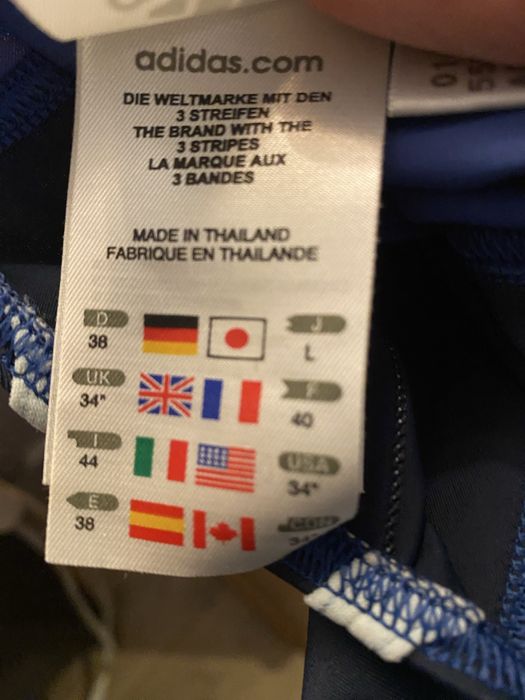 adidas.com
DIE WELTMARKE MIT DEN
3 STREIFEN
THE BRAND WITH THE
3 STRIPES
LA MARQUE AUX
3 BANDES
MADE IN THAILAND
FABRIQUE EN THAILANDE
D J
38 L
UK F
34" 40
I USA
44 34"
E CDN
38